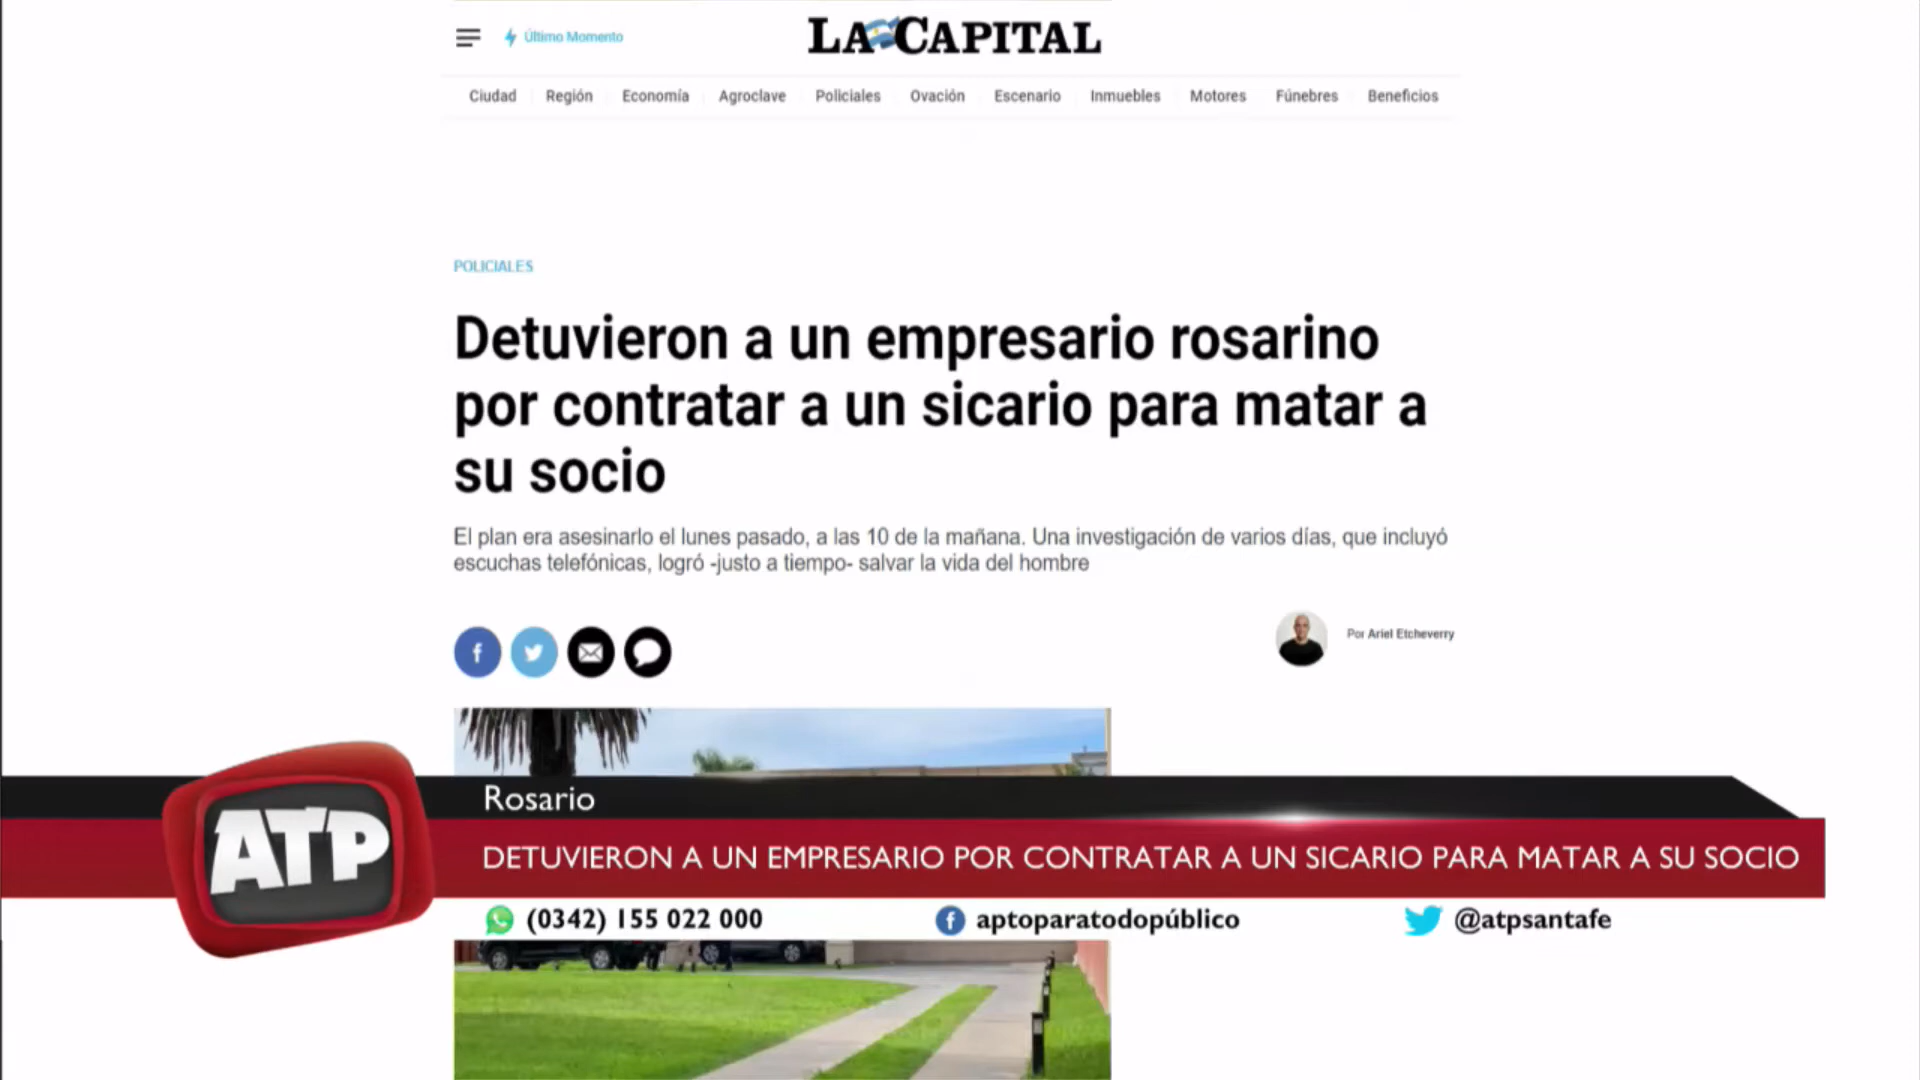 Último Momento
LA CAPITAL
Ciudad Región Economía Agroclave Policiales Ovación Escenario Inmuebles Motores Fúnebres Beneficios
POLICIALES
Detuvieron a un empresario rosarino
por contratar a un sicario para matar a
su socio
El plan era asesinarlo el lunes pasado, a las 10 de la mañana. Una investigación de varios días, que incluyó
escuchas telefónicas, logró -justo a tiempo- salvar la vida del hombre
Por Ariel Etcheverry
Rosario
ATP
DETUVIERON A UN EMPRESARIO POR CONTRATAR A UN SICARIO PARA MATAR A SU SOCIO
(0342) 155 022 000 aptoparatodopúblico @atpsantafe